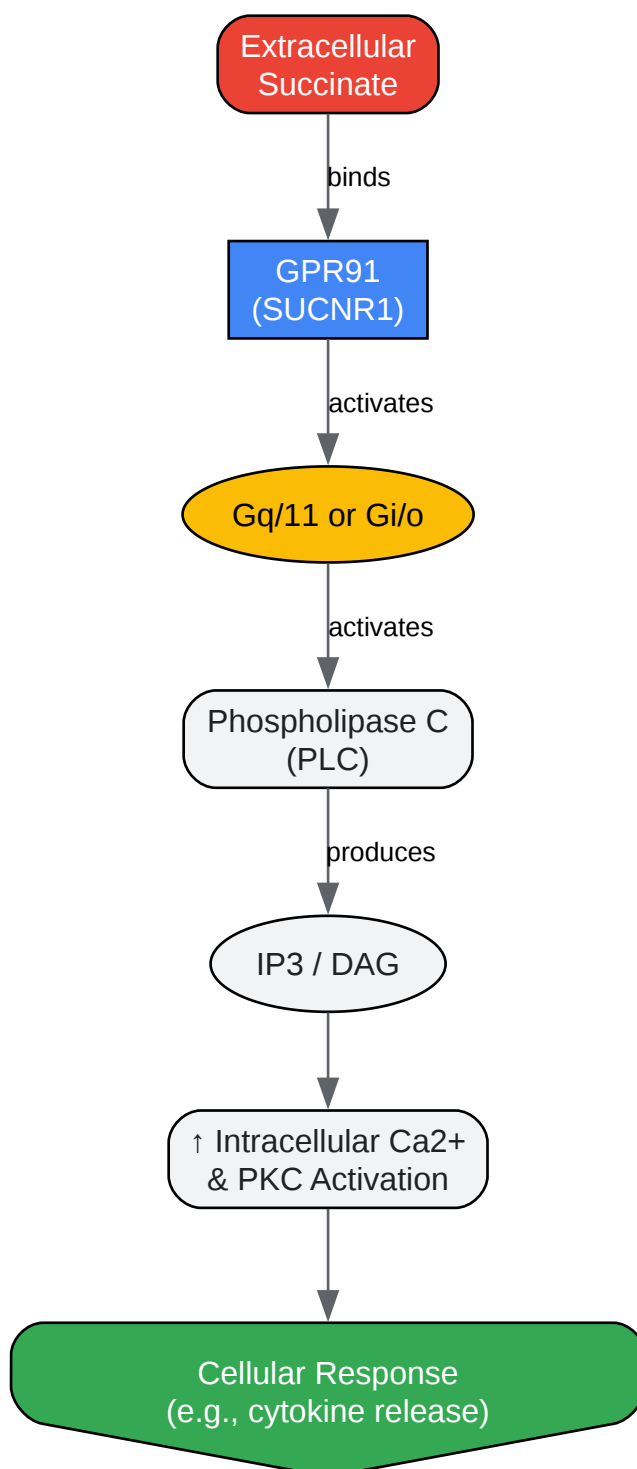 Extracellular
Succinate
binds
GPR91
(SUCNR1)
activates
Gq/11 or Gi/o
activates
Phospholipase C
(PLC)
produces
IP3 / DAG
↑ Intracellular Ca2+
& PKC Activation
Cellular Response
(e.g., cytokine release)